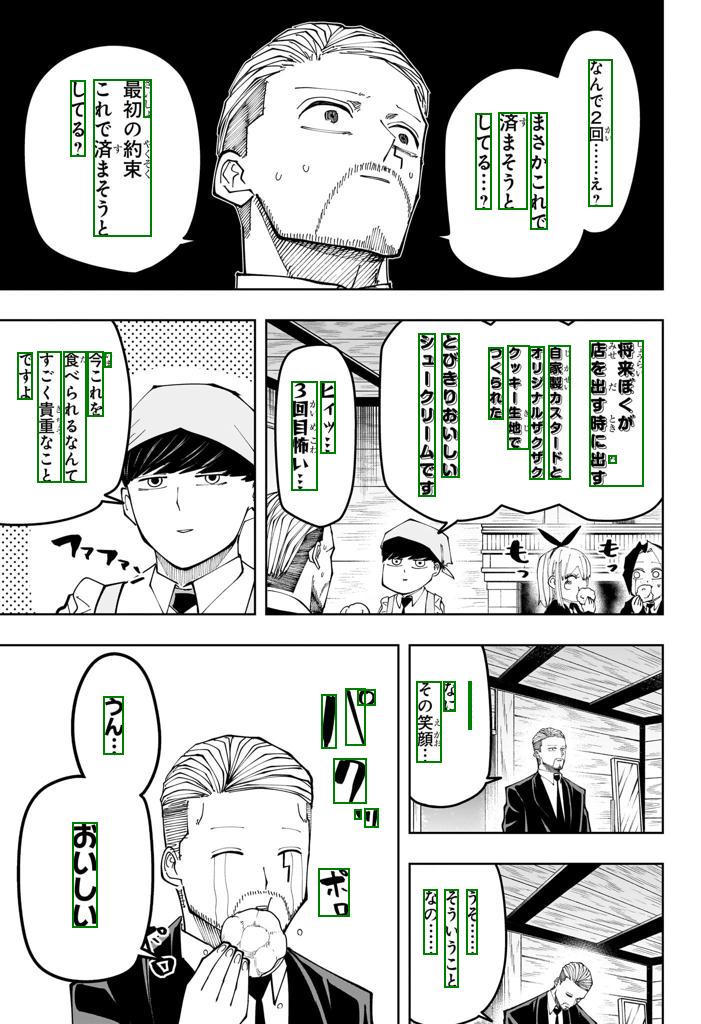 なんで２回……え？
まさかこれで
済まそうと
してる…？
最初の約束
これで済まそうと
してる？
将来ぼくが
店を出す時に出す
自家製カスタードと
オリジナルザクザク
クッキー生地で
つくられた
とびきりおいしい
シュークリームです
ヒィッ…
３回目怖い…
もっ
もっ
今これを
食べられるなんて
すごく貴重なこと
ですよ
フマフマ…
なに
その笑顔…
うそ……
そういうこと
なの……
パクッ
うん…
おいしい
ポロ
ポロ